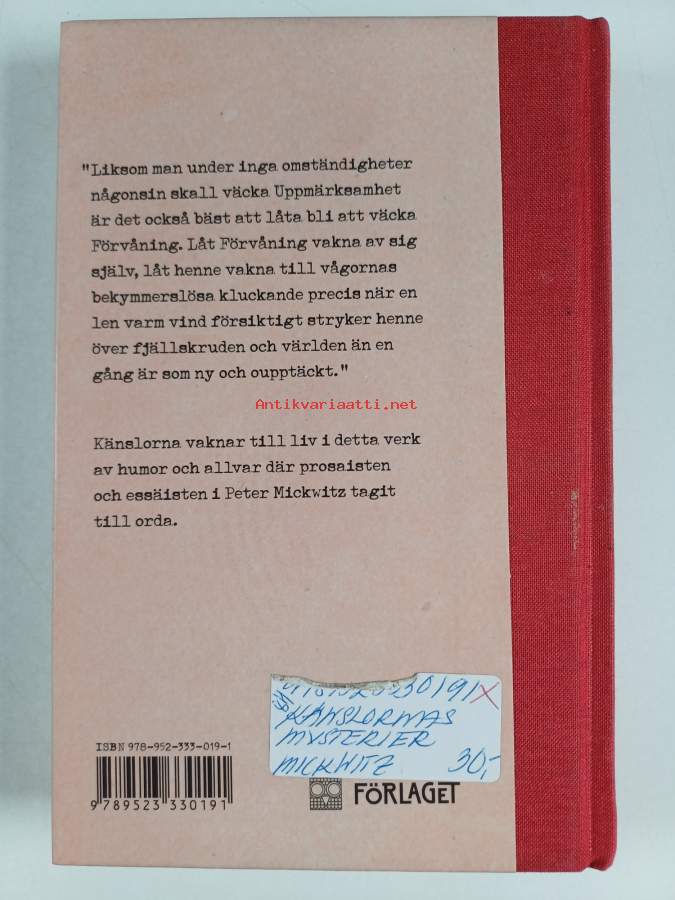 "Liksom man under inga omständigheter
någonsin skall väcka Uppmärksamhet
är det också bäst att låta bli att väcka
Förvåning. Låt Förvåning vakna av sig
själv, låt henne vakna till vågornas
bekymmerslösa kluckande precis när en
len varm vind försiktigt stryker henne
över fjällskruden och världen än en
gång är som ny och oupptäckt."
Antikvariaatti.net
Känslorna vaknar till liv i detta verk
av humor och allvar där prosaisten
och essäisten i Peter Mickwitz tagit
till orda.
KÄNSLORNAS
MYSTERIER
MICKWITZ 30,-
ISBN 978-952-333-019-1
9 789523 330191
FÖRLAGET